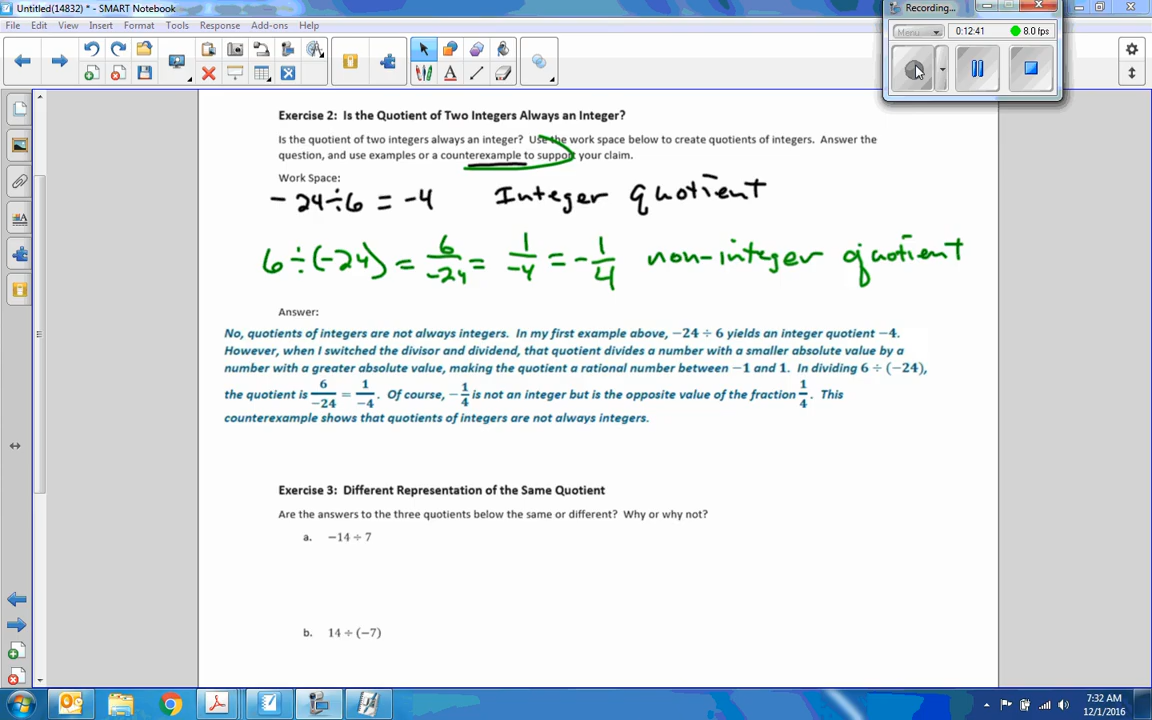 Untitled(14832) * - SMART Notebook
Recording...
File Edit View Insert Format Tools Response Add-ons Help
Menu 0:12:41 8.0 fps
Exercise 2: Is the Quotient of Two Integers Always an Integer?
Is the quotient of two integers always an integer? Use the work space below to create quotients of integers. Answer the
question, and use examples or a counterexample to support your claim.
Work Space:
-24÷6 = -4 Integer quotient
6÷(-24) = 6/-24 = 1/-4 = -1/4 non-integer quotient
Answer:
No, quotients of integers are not always integers. In my first example above, −24 ÷ 6 yields an integer quotient −4.
However, when I switched the divisor and dividend, that quotient divides a number with a smaller absolute value by a
number with a greater absolute value, making the quotient a rational number between −1 and 1. In dividing 6 ÷ (−24),
the quotient is 6/−24 = 1/−4. Of course, −1/4 is not an integer but is the opposite value of the fraction 1/4. This
counterexample shows that quotients of integers are not always integers.
Exercise 3: Different Representation of the Same Quotient
Are the answers to the three quotients below the same or different? Why or why not?
a. −14 ÷ 7
b. 14 ÷ (−7)
7:32 AM
12/1/2016